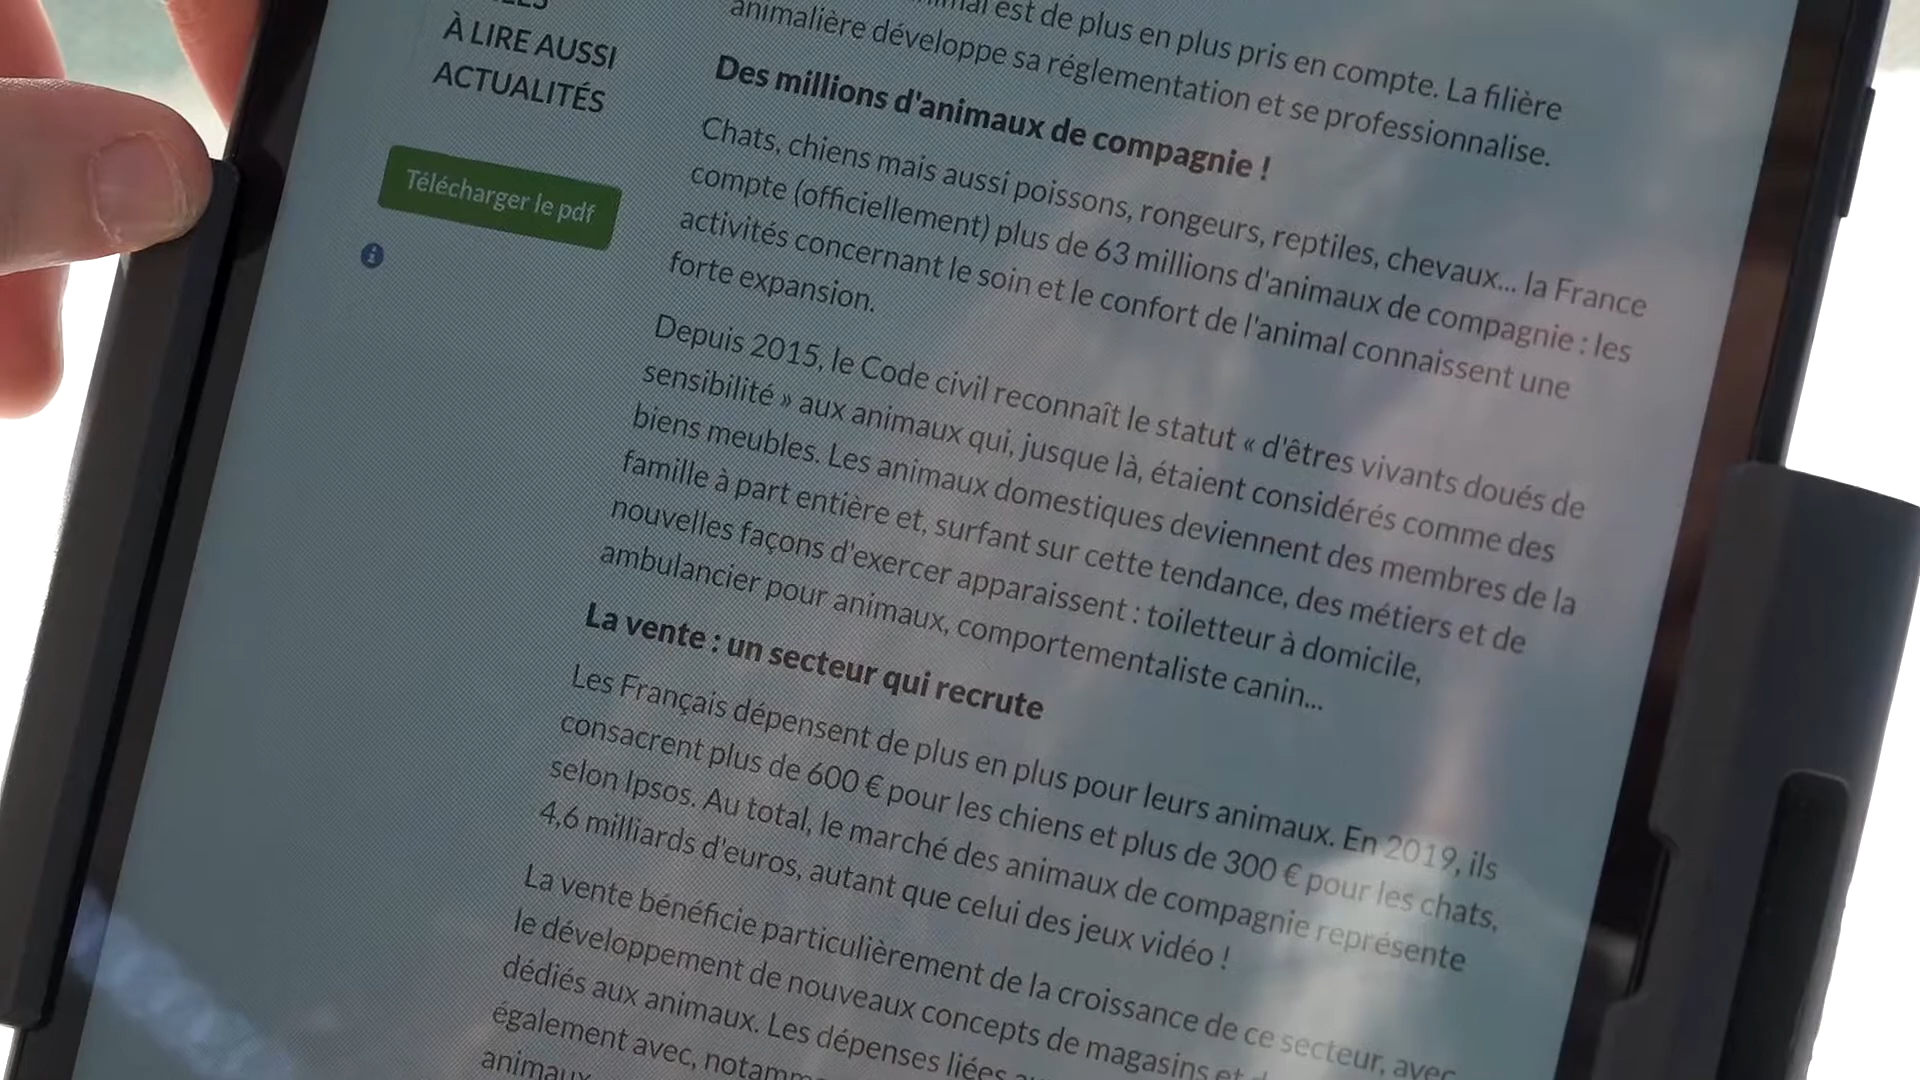 À LIRE AUSSI
ACTUALITÉS
Télécharger le pdf
est de plus en plus pris en compte. La filière
animalière développe sa réglementation et se professionnalise.
Des millions d'animaux de compagnie !
Chats, chiens mais aussi poissons, rongeurs, reptiles, chevaux... la France
compte (officiellement) plus de 63 millions d'animaux de compagnie : les
activités concernant le soin et le confort de l'animal connaissent une
forte expansion.
Depuis 2015, le Code civil reconnaît le statut « d'êtres vivants doués de
sensibilité » aux animaux qui, jusque là, étaient considérés comme des
biens meubles. Les animaux domestiques deviennent des membres de la
famille à part entière et, surfant sur cette tendance, des métiers et de
nouvelles façons d'exercer apparaissent : toiletteur à domicile,
ambulancier pour animaux, comportementaliste canin...
La vente : un secteur qui recrute
Les Français dépensent de plus en plus pour leurs animaux. En 2019, ils
consacrent plus de 600 € pour les chiens et plus de 300 € pour les chats,
selon Ipsos. Au total, le marché des animaux de compagnie représente
4,6 milliards d'euros, autant que celui des jeux vidéo !
La vente bénéficie particulièrement de la croissance de ce secteur, avec
le développement de nouveaux concepts de magasins et
dédiés aux animaux. Les dépenses liées
également avec,
animaux